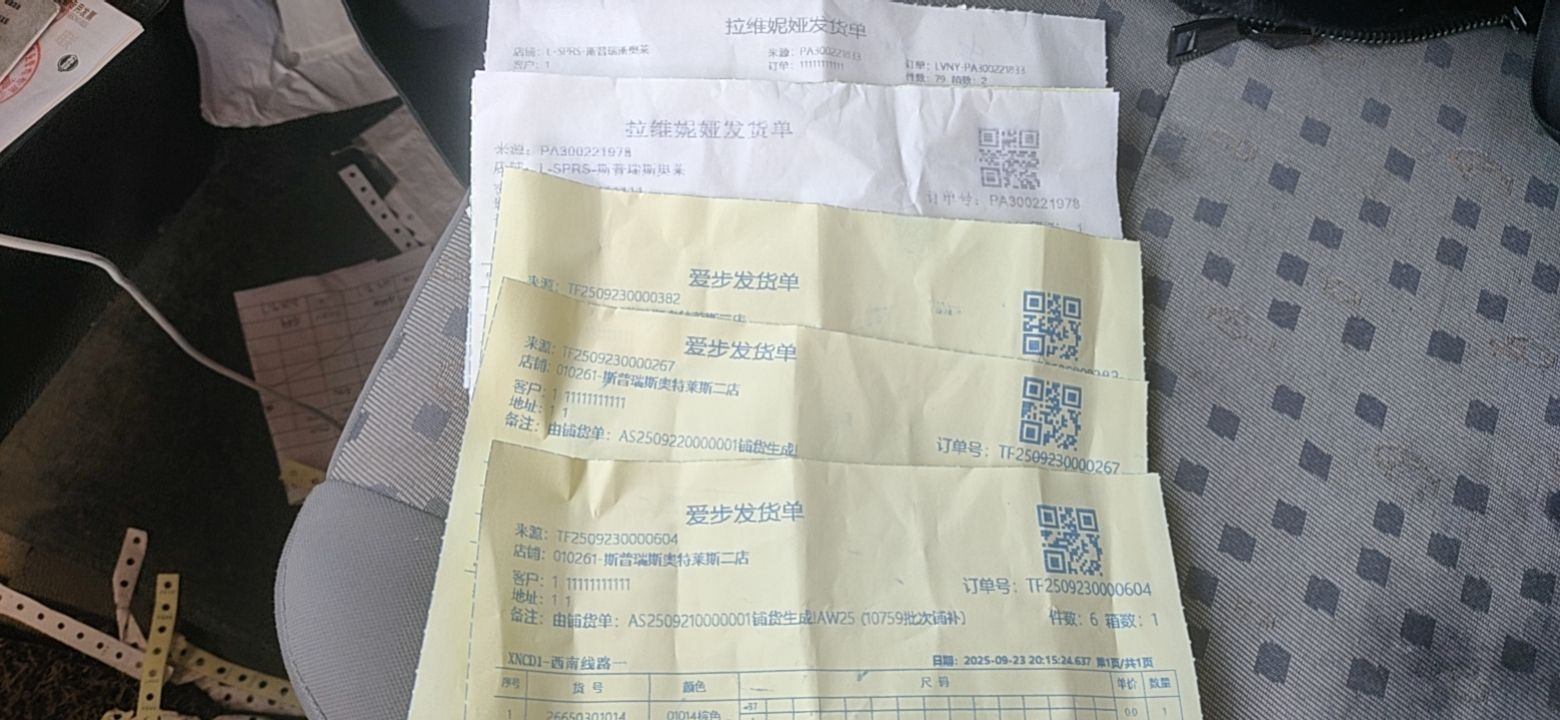 拉维妮娅发货单
店铺：L-SPRS-斯普瑞斯奥莱
来源：PA300221833
订单：LVNY-PA300221833
客户：1
订单：11111111111
件数：79 箱数：2
拉维妮娅发货单
来源：PA300221978
店铺：L-SPRS-斯普瑞斯奥莱
订单号：PA300221978
爱步发货单
来源：TF2509230000382
爱步发货单
来源：TF2509230000267
店铺：010261-斯普瑞斯奥特莱斯二店
客户：1 11111111111
地址：1 1
备注：由铺货单：AS2509220000001铺货生成
订单号：TF2509230000267
爱步发货单
来源：TF2509230000604
店铺：010261-斯普瑞斯奥特莱斯二店
客户：1 11111111111
订单号：TF2509230000604
地址：1 1
备注：由铺货单：AS2509210000001铺货生成!AW25 (10759批次铺补)
件数：6 箱数：1
XNCD1-西南线路一
日期：2025-09-23 20:15:24.637 第1页/共1页
序号 货号 颜色 尺码 单价 数量
1 26650301014 01014棕色 37 0.0 1